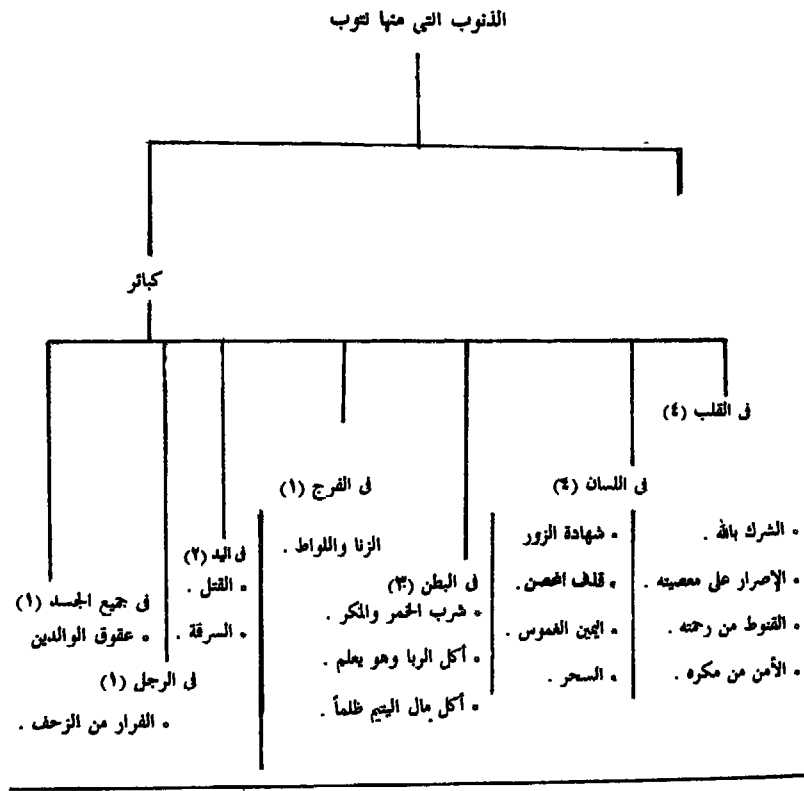 الذنوب التي منها نتوب
كبائر
فى القلب (٤)
الشرك بالله .
الإصرار على معصيته .
القنوط من رحمته .
الأمن من مكره .
فى اللسان (٤)
شهادة الزور
قذف المحصن .
اليمين الغموس .
السحر .
فى البطن (٣)
شرب الخمر والمكر .
أكل الربا وهو يعلم .
أكل مال اليتيم ظلماً .
فى الفرج (١)
الزنا واللواط .
فى اليد (٢)
القتل .
السرقة .
فى الرجل (١)
الفرار من الزحف .
فى جميع الجسد (١)
عقوق الوالدين